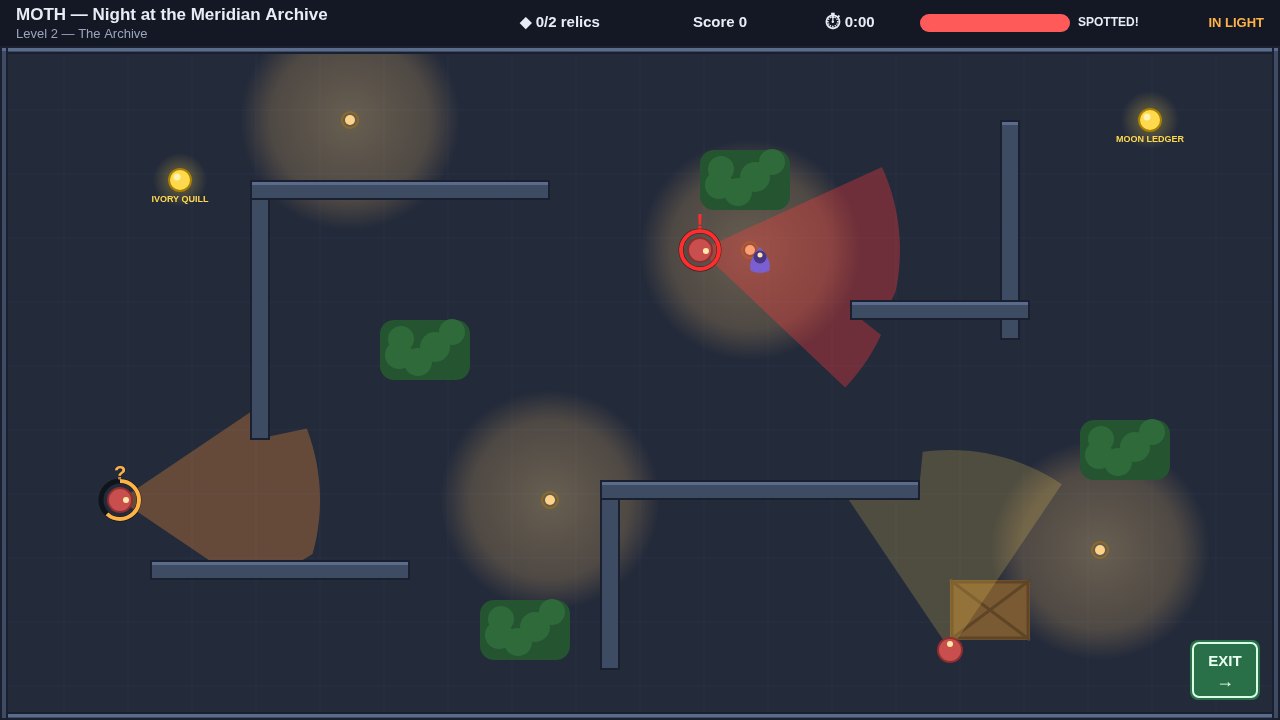 MOTH — Night at the Meridian Archive
Level 2 — The Archive
◆ 0/2 relics
Score 0
⏱ 0:00
SPOTTED!
IN LIGHT
MOON LEDGER
IVORY QUILL
!
?
EXIT
→